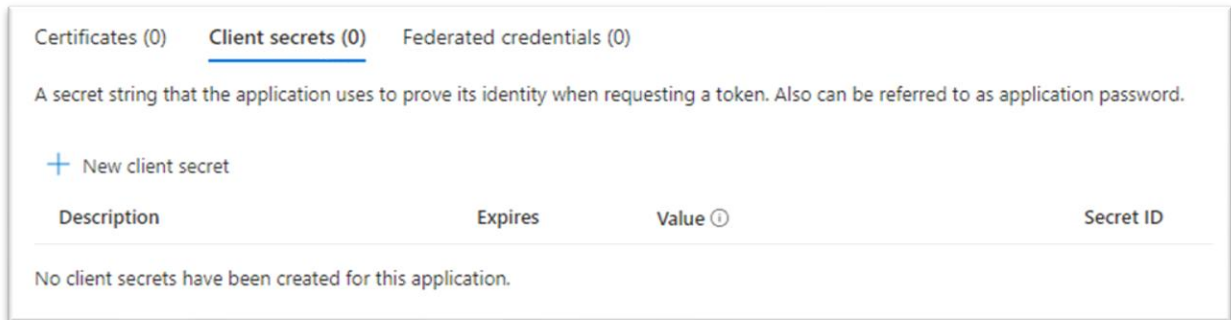 Certificates (0) Client secrets (0) Federated credentials (0)
A secret string that the application uses to prove its identity when requesting a token. Also can be referred to as application password.
New client secret
Description Expires Value Secret ID
No client secrets have been created for this application.